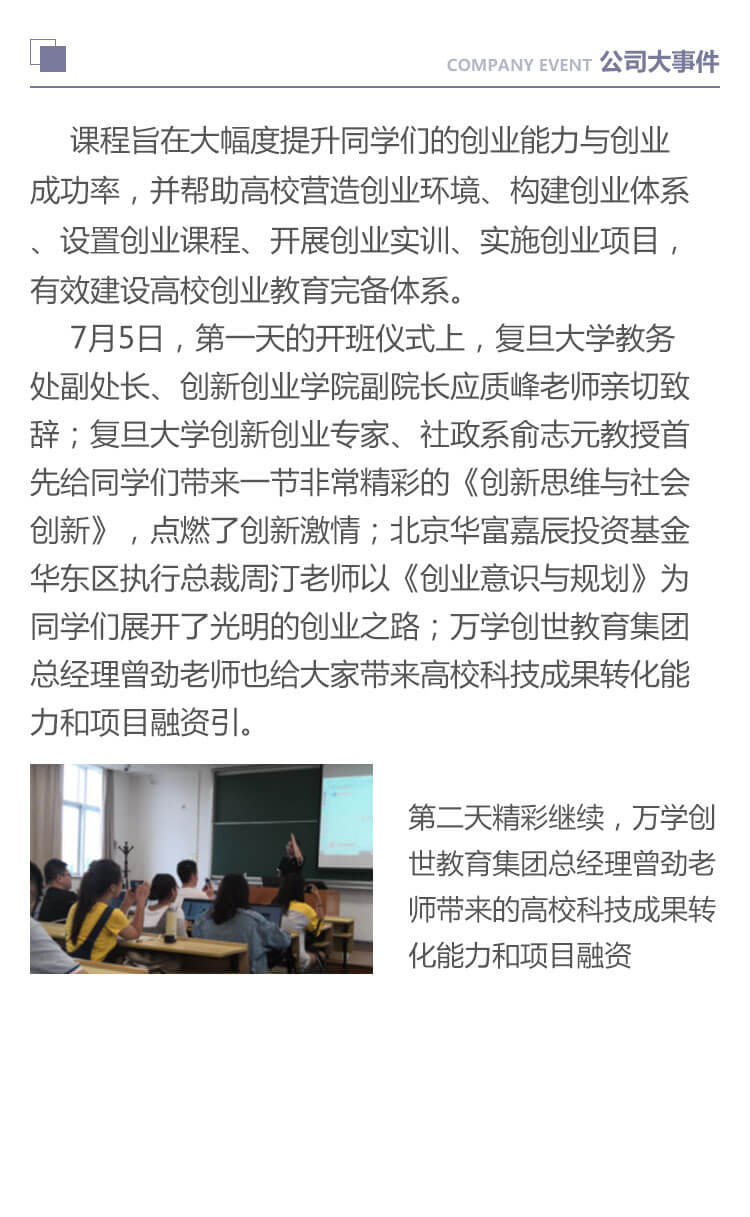 COMPANY EVENT 公司大事件
课程旨在大幅度提升同学们的创业能力与创业
成功率，并帮助高校营造创业环境、构建创业体系
、设置创业课程、开展创业实训、实施创业项目，
有效建设高校创业教育完备体系。
7月5日，第一天的开班仪式上，复旦大学教务
处副处长、创新创业学院副院长应质峰老师亲切致
辞；复旦大学创新创业专家、社政系俞志元教授首
先给同学们带来一节非常精彩的《创新思维与社会
创新》，点燃了创新激情；北京华富嘉辰投资基金
华东区执行总裁周汀老师以《创业意识与规划》为
同学们展开了光明的创业之路；万学创世教育集团
总经理曾劲老师也给大家带来高校科技成果转化能
力和项目融资引。
第二天精彩继续，万学创
世教育集团总经理曾劲老
师带来的高校科技成果转
化能力和项目融资